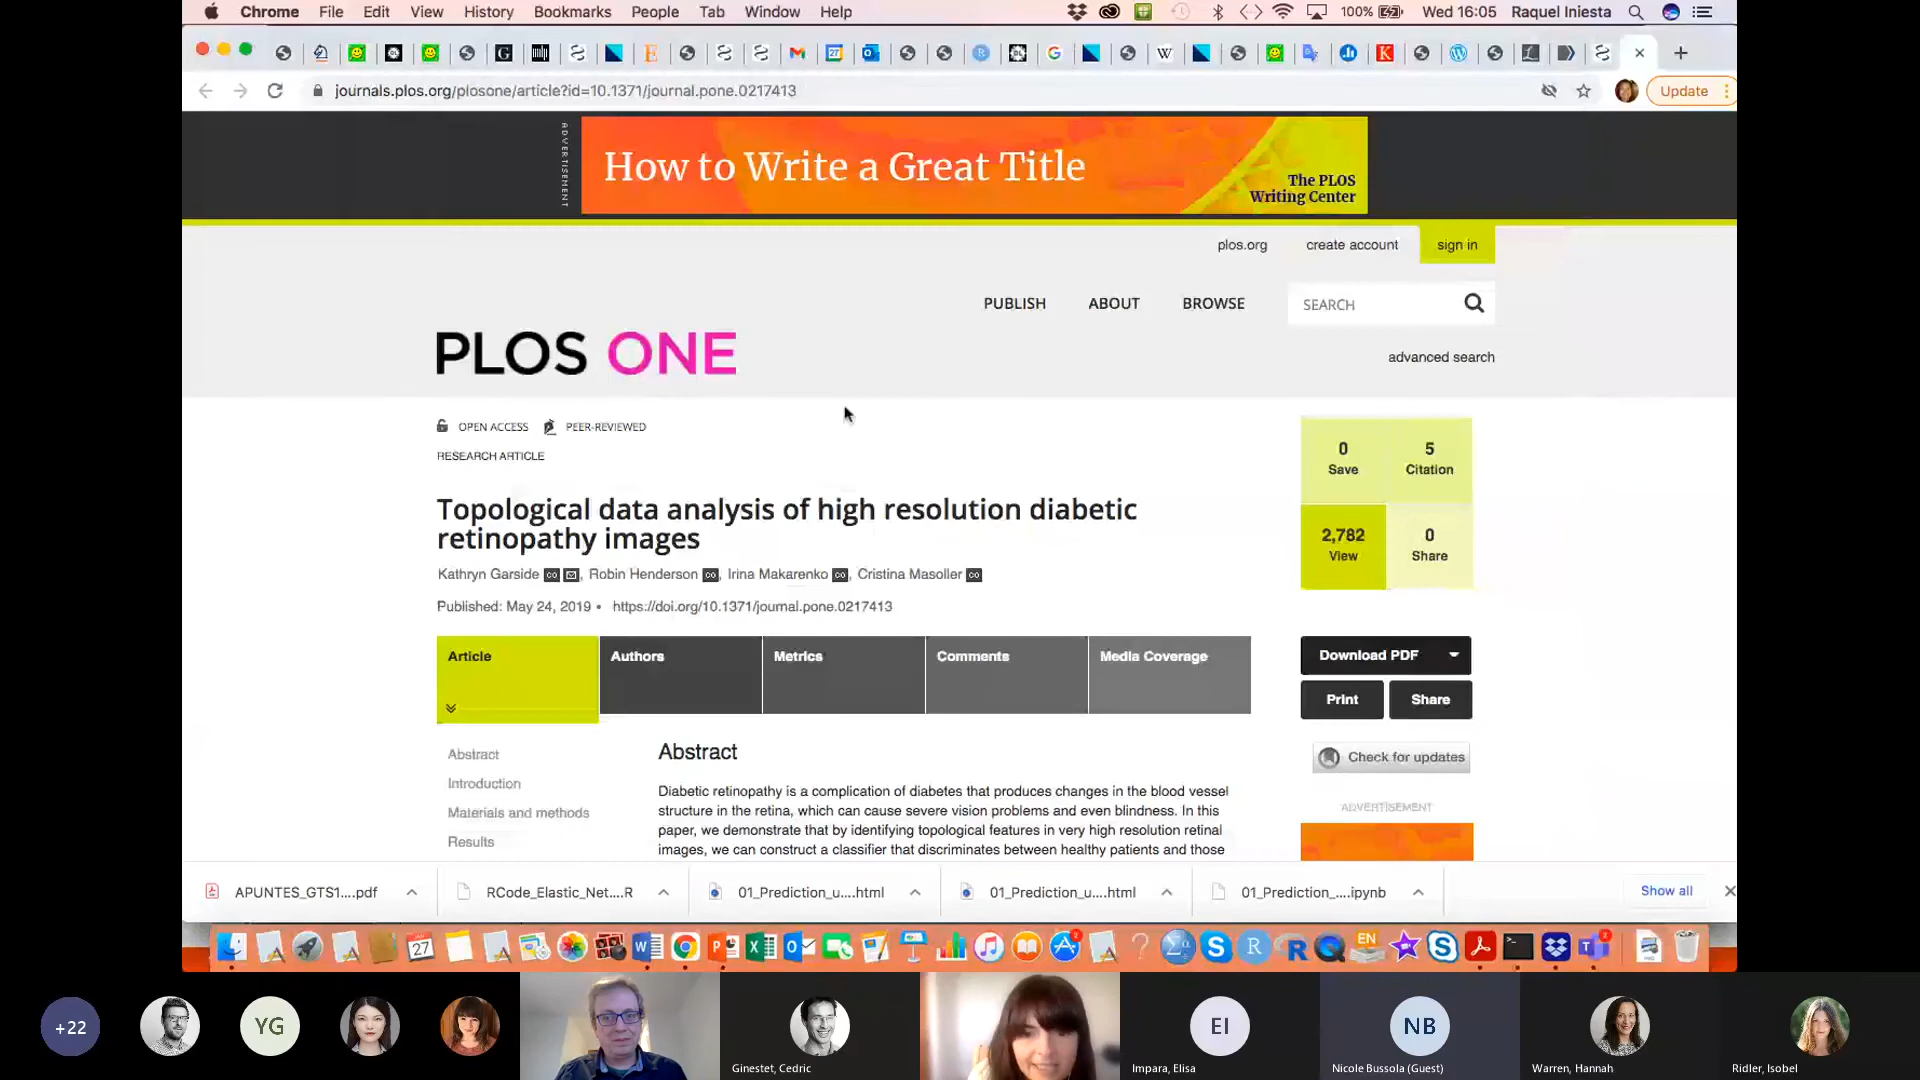 Chrome File Edit View History Bookmarks People Tab Window Help 100% Wed 16:05 Raquel Iniesta
journals.plos.org/plosone/article?id=10.1371/journal.pone.0217413
Update
ADVERTISEMENT
How to Write a Great Title
The PLOS
Writing Center
plos.org create account sign in
PUBLISH ABOUT BROWSE SEARCH
PLOS ONE
advanced search
OPEN ACCESS PEER-REVIEWED
RESEARCH ARTICLE
0 5
Save Citation
Topological data analysis of high resolution diabetic
retinopathy images
2,782 0
View Share
Kathryn Garside, Robin Henderson, Irina Makarenko, Cristina Masoller
Published: May 24, 2019 • https://doi.org/10.1371/journal.pone.0217413
Article Authors Metrics Comments Media Coverage
Download PDF
Print Share
Abstract
Introduction
Materials and methods
Results
Abstract
Diabetic retinopathy is a complication of diabetes that produces changes in the blood vessel
structure in the retina, which can cause severe vision problems and even blindness. In this
paper, we demonstrate that by identifying topological features in very high resolution retinal
images, we can construct a classifier that discriminates between healthy patients and those
Check for updates
ADVERTISEMENT
APUNTES_GTS1....pdf RCode_Elastic_Net....R 01_Prediction_u....html 01_Prediction_u....html 01_Prediction_....ipynb Show all
27
EN
+22 YG EI NB
Ginestet, Cedric Impara, Elisa Nicole Bussola (Guest) Warren, Hannah Ridler, Isobel